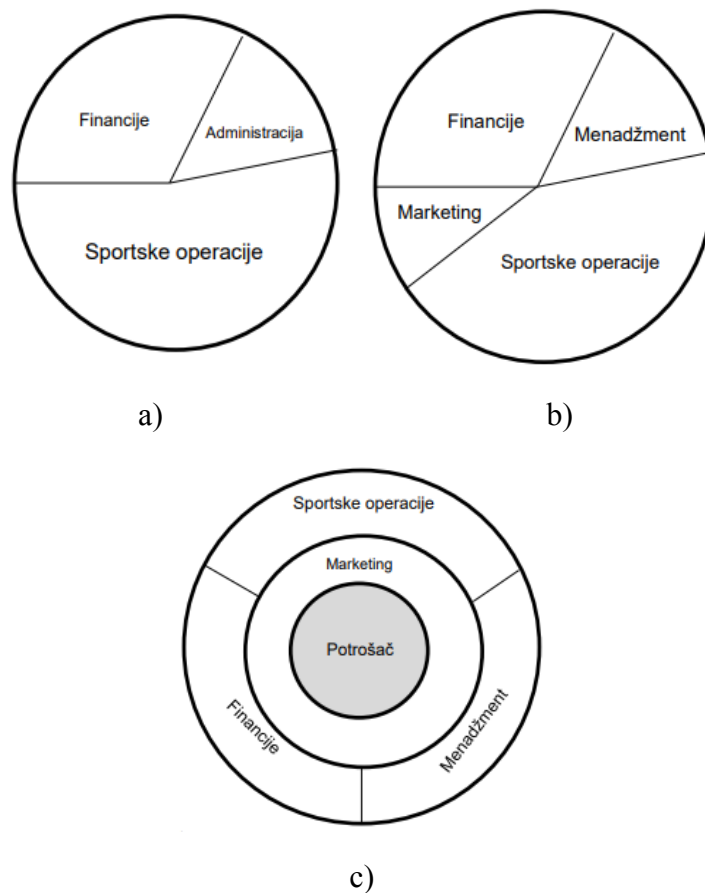 Financije
Administracija
Sportske operacije
a)
Financije
Menadžment
Marketing
Sportske operacije
b)
Sportske operacije
Marketing
Potrošač
Financije
Menadžment
c)